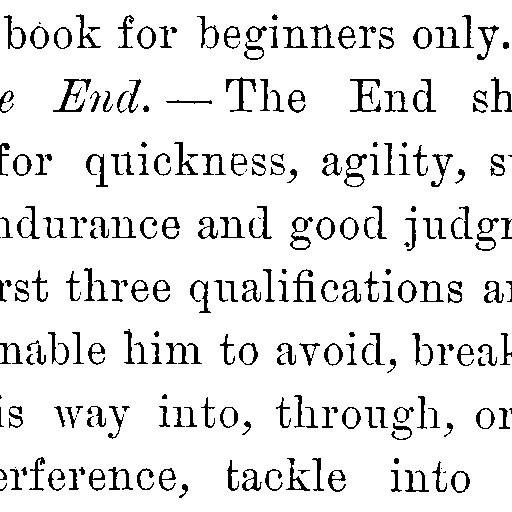 book for beginners only.
e End. — The End sh
for quickness, agility, s
ndurance and good judg
rst three qualifications a
nable him to avoid, break
is way into, through, or
erference, tackle into